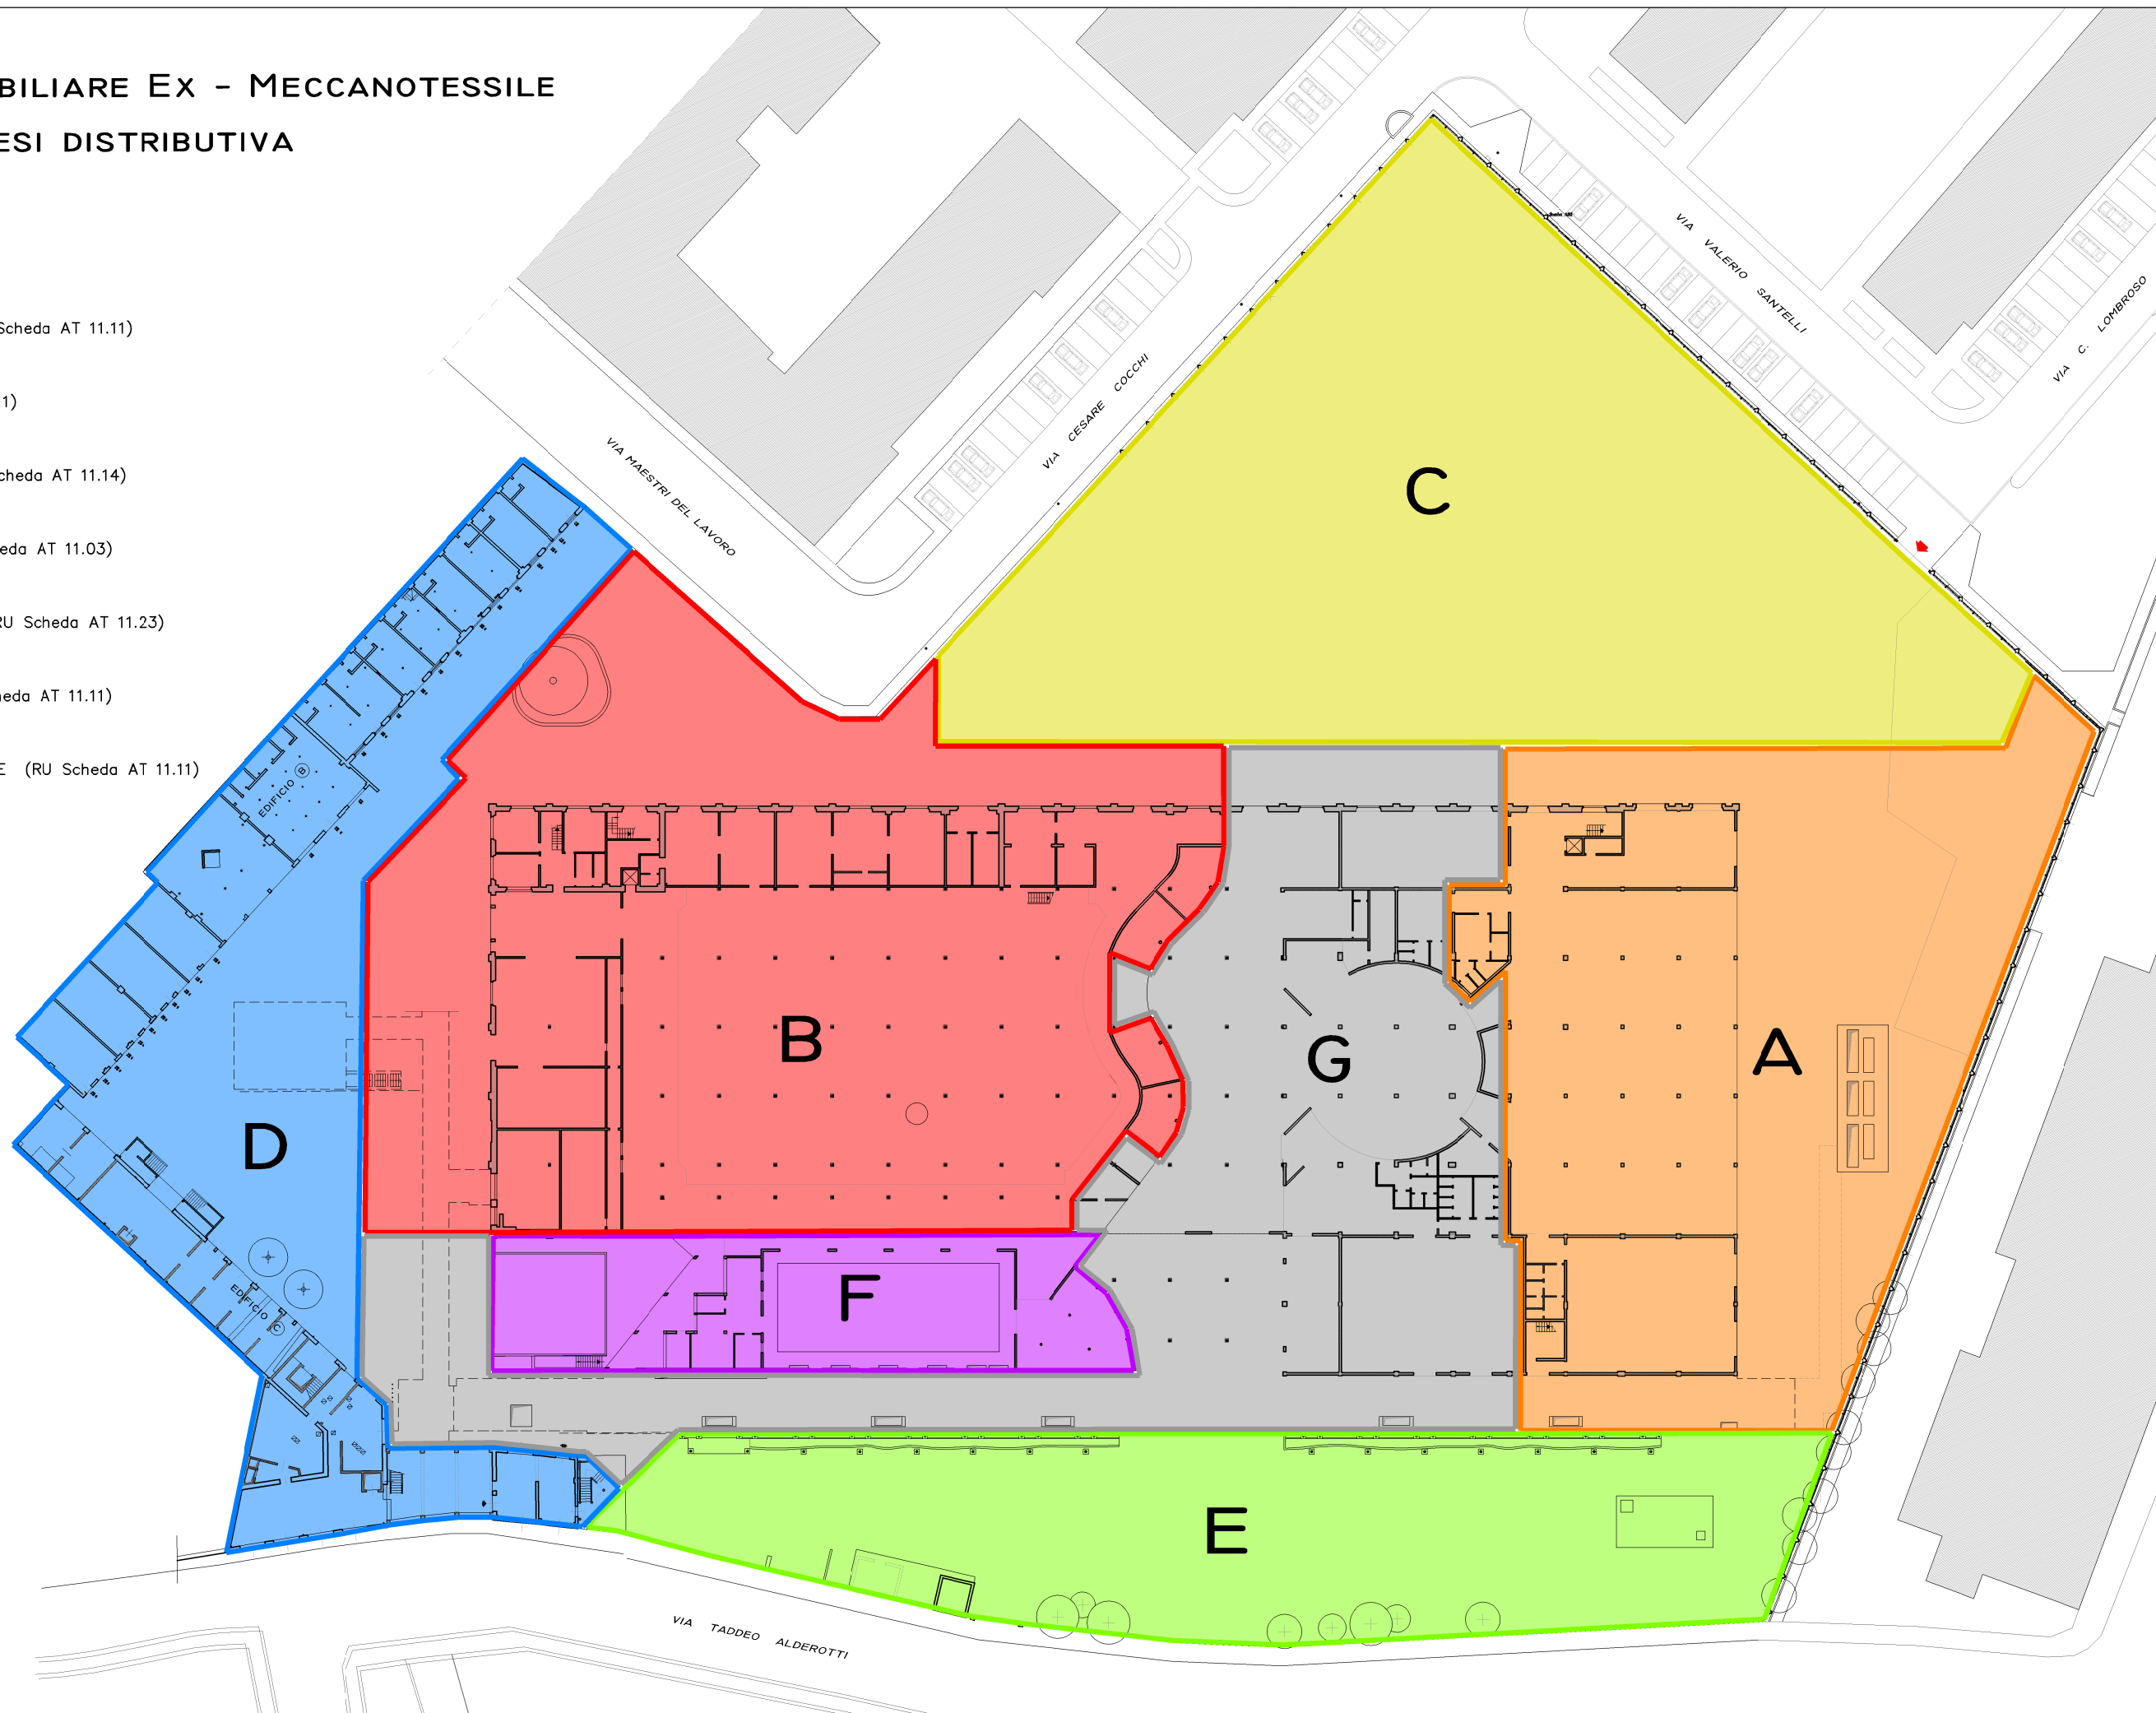 BILIARE EX - MECCANOTESSILE
ESI DISTRIBUTIVA
Scheda AT 11.11)
1)
cheda AT 11.14)
eda AT 11.03)
RU Scheda AT 11.23)
heda AT 11.11)
E (RU Scheda AT 11.11)
VIA VALERIO SANTELLI
VIA C. LOMBROSO
VIA CESARE COCCHI
VIA MAESTRI DEL LAVORO
C
EDIFICIO B
B
G
A
D
EDIFICIO C
F
E
VIA TADDEO ALDEROTTI